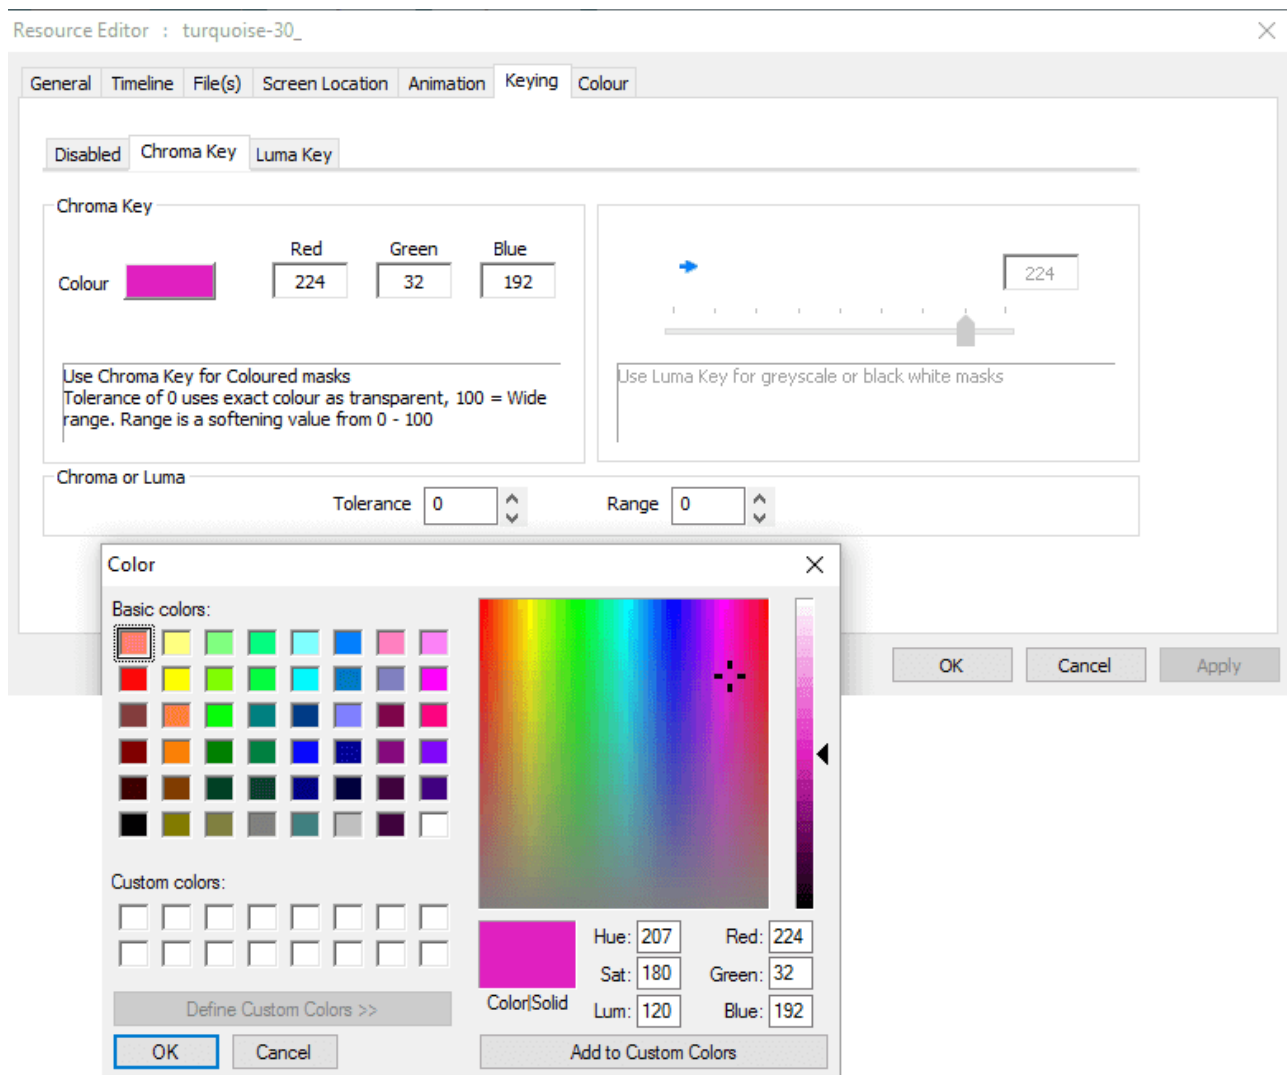 Resource Editor : turquoise-30_
General Timeline File(s) Screen Location Animation Keying Colour
Disabled Chroma Key Luma Key
Chroma Key
Red Green Blue
Colour 224 32 192
224
Use Chroma Key for Coloured masks
Tolerance of 0 uses exact colour as transparent, 100 = Wide
range. Range is a softening value from 0 - 100
Use Luma Key for greyscale or black white masks
Chroma or Luma
Tolerance 0 Range 0
OK Cancel Apply
Color
Basic colors:
Custom colors:
Define Custom Colors >>
OK Cancel
Color|Solid
Hue: 207 Red: 224
Sat: 180 Green: 32
Lum: 120 Blue: 192
Add to Custom Colors